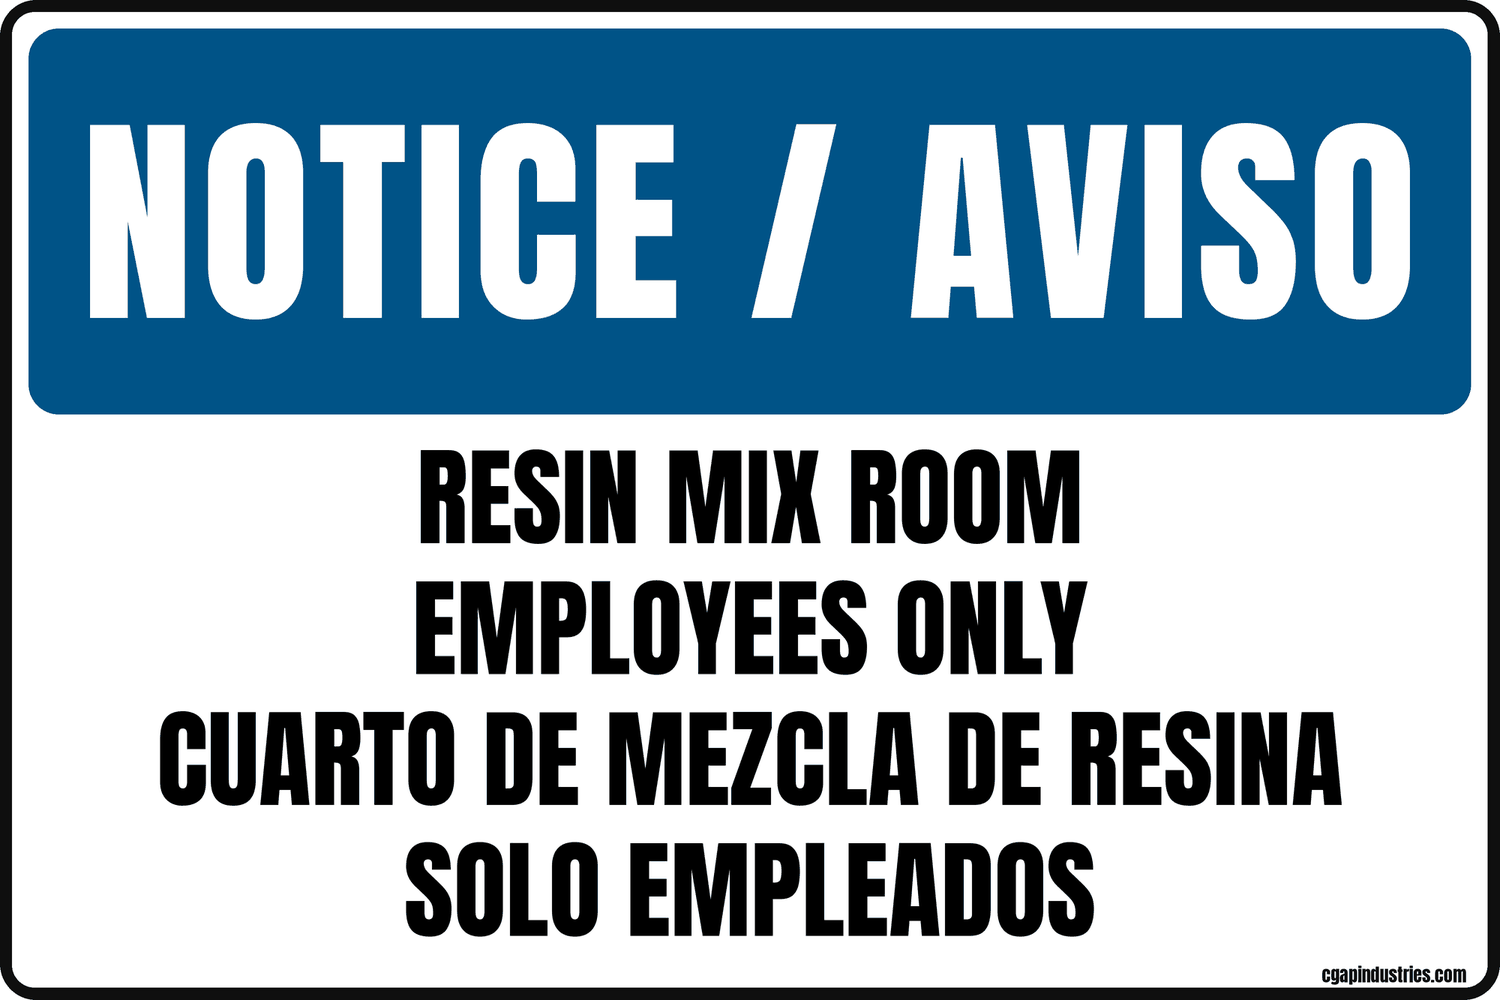 NOTICE / AVISO
RESIN MIX ROOM
EMPLOYEES ONLY
CUARTO DE MEZCLA DE RESINA
SOLO EMPLEADOS
cgapindustries.com